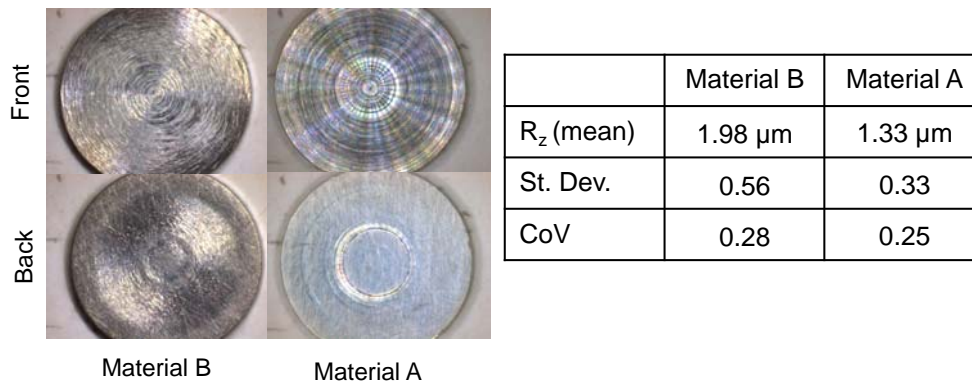 Front
Back
Material B
Material A
Material B Material A
Rz (mean) 1.98 µm 1.33 µm
St. Dev. 0.56 0.33
CoV 0.28 0.25